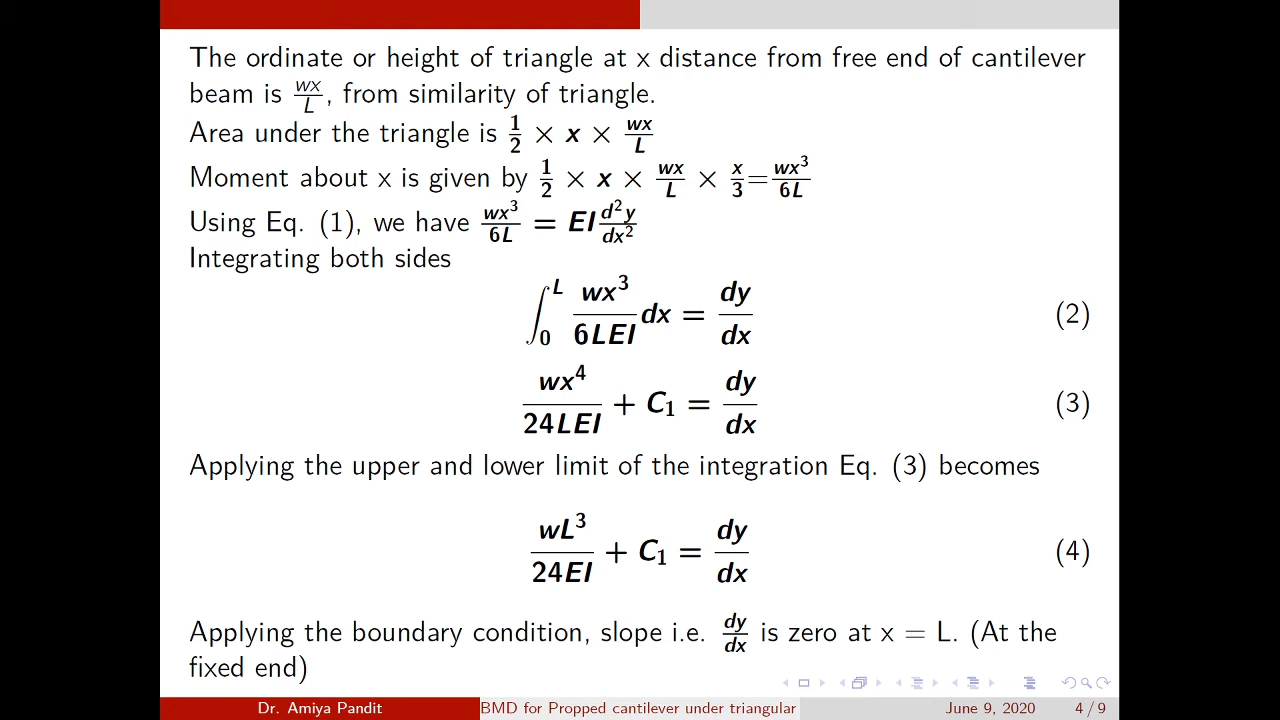 The ordinate or height of triangle at x distance from free end of cantilever
beam is wx/L, from similarity of triangle.
Area under the triangle is 1/2 × x × wx/L
Moment about x is given by 1/2 × x × wx/L × x/3=wx³/6L
Using Eq. (1), we have wx³/6L = EI d²y/dx²
Integrating both sides
∫₀ᴸ wx³/6LEI dx = dy/dx (2)
wx⁴/24LEI + C₁ = dy/dx (3)
Applying the upper and lower limit of the integration Eq. (3) becomes
wL³/24EI + C₁ = dy/dx (4)
Applying the boundary condition, slope i.e. dy/dx is zero at x = L. (At the
fixed end)
Dr. Amiya Pandit BMD for Propped cantilever under triangular June 9, 2020 4 / 9